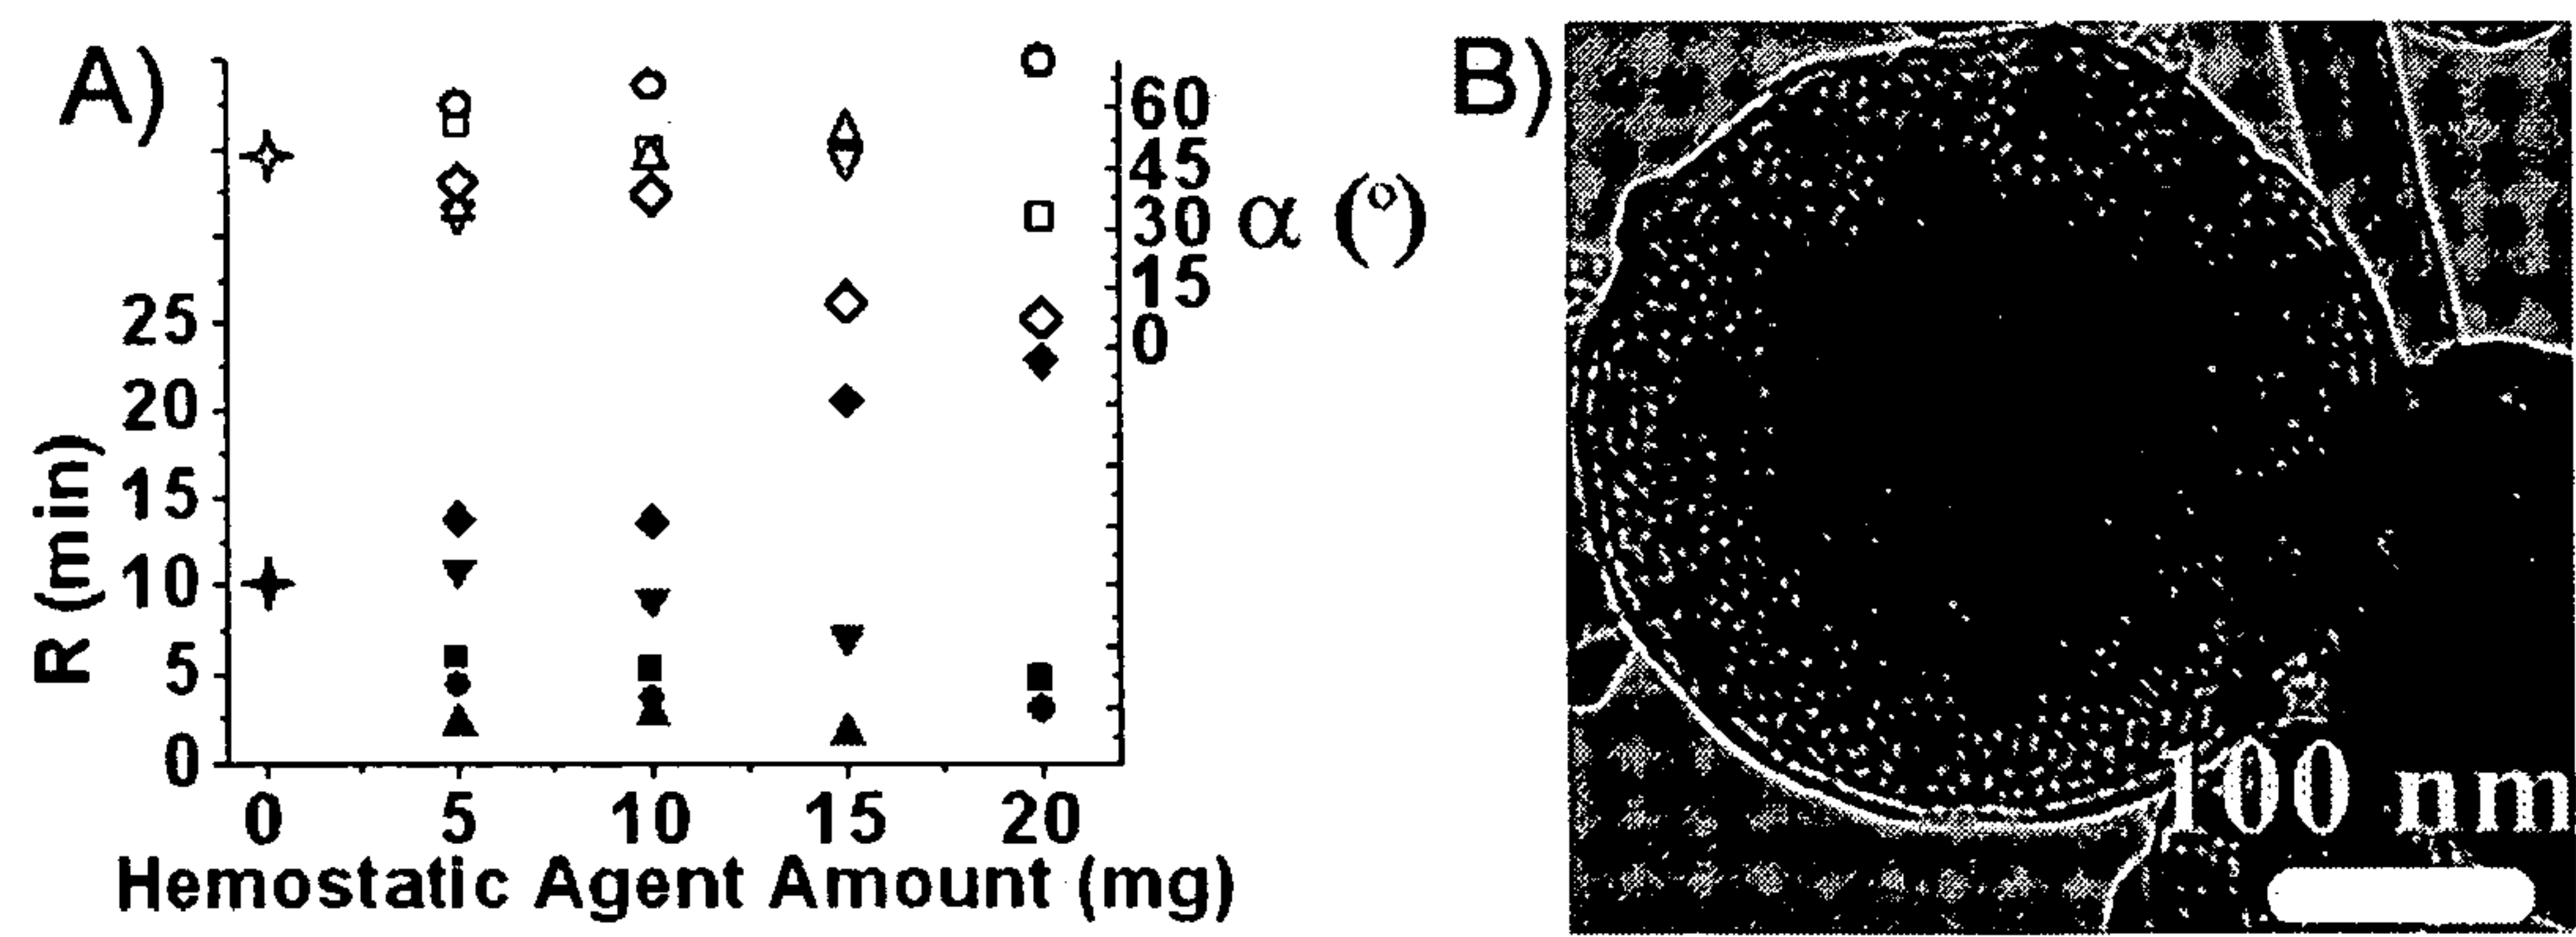 A)
60
45
30
15
0
α (°)
25
20
15
10
5
0
R (min)
0 5 10 15 20
Hemostatic Agent Amount (mg)
B)
100 nm